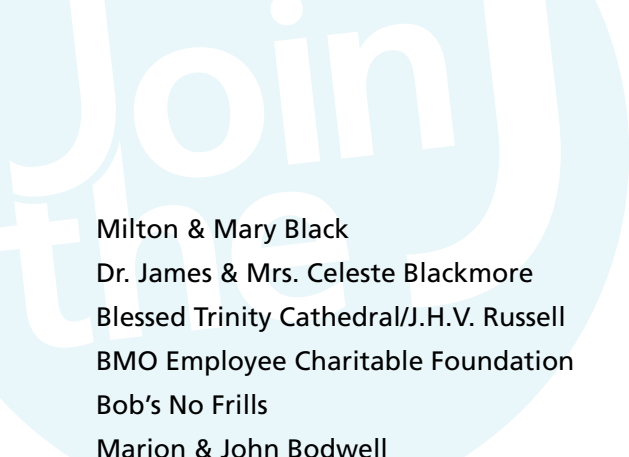 Join
the J
Milton & Mary Black
Dr. James & Mrs. Celeste Blackmore
Blessed Trinity Cathedral/J.H.V. Russell
BMO Employee Charitable Foundation
Bob's No Frills
Marion & John Bodwell